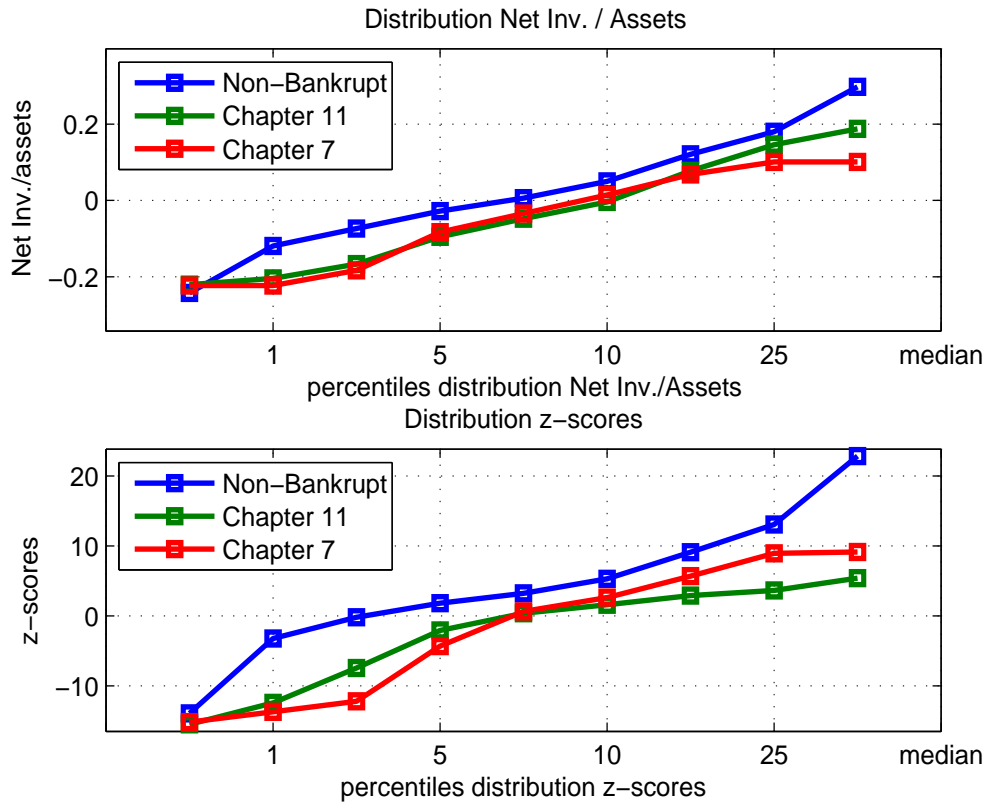 Distribution Net Inv. / Assets
Net Inv./assets
Non−Bankrupt
Chapter 11
Chapter 7
0.2
0
−0.2
1 5 10 25 median
percentiles distribution Net Inv./Assets
Distribution z−scores
z−scores
Non−Bankrupt
Chapter 11
Chapter 7
20
10
0
−10
1 5 10 25 median
percentiles distribution z−scores